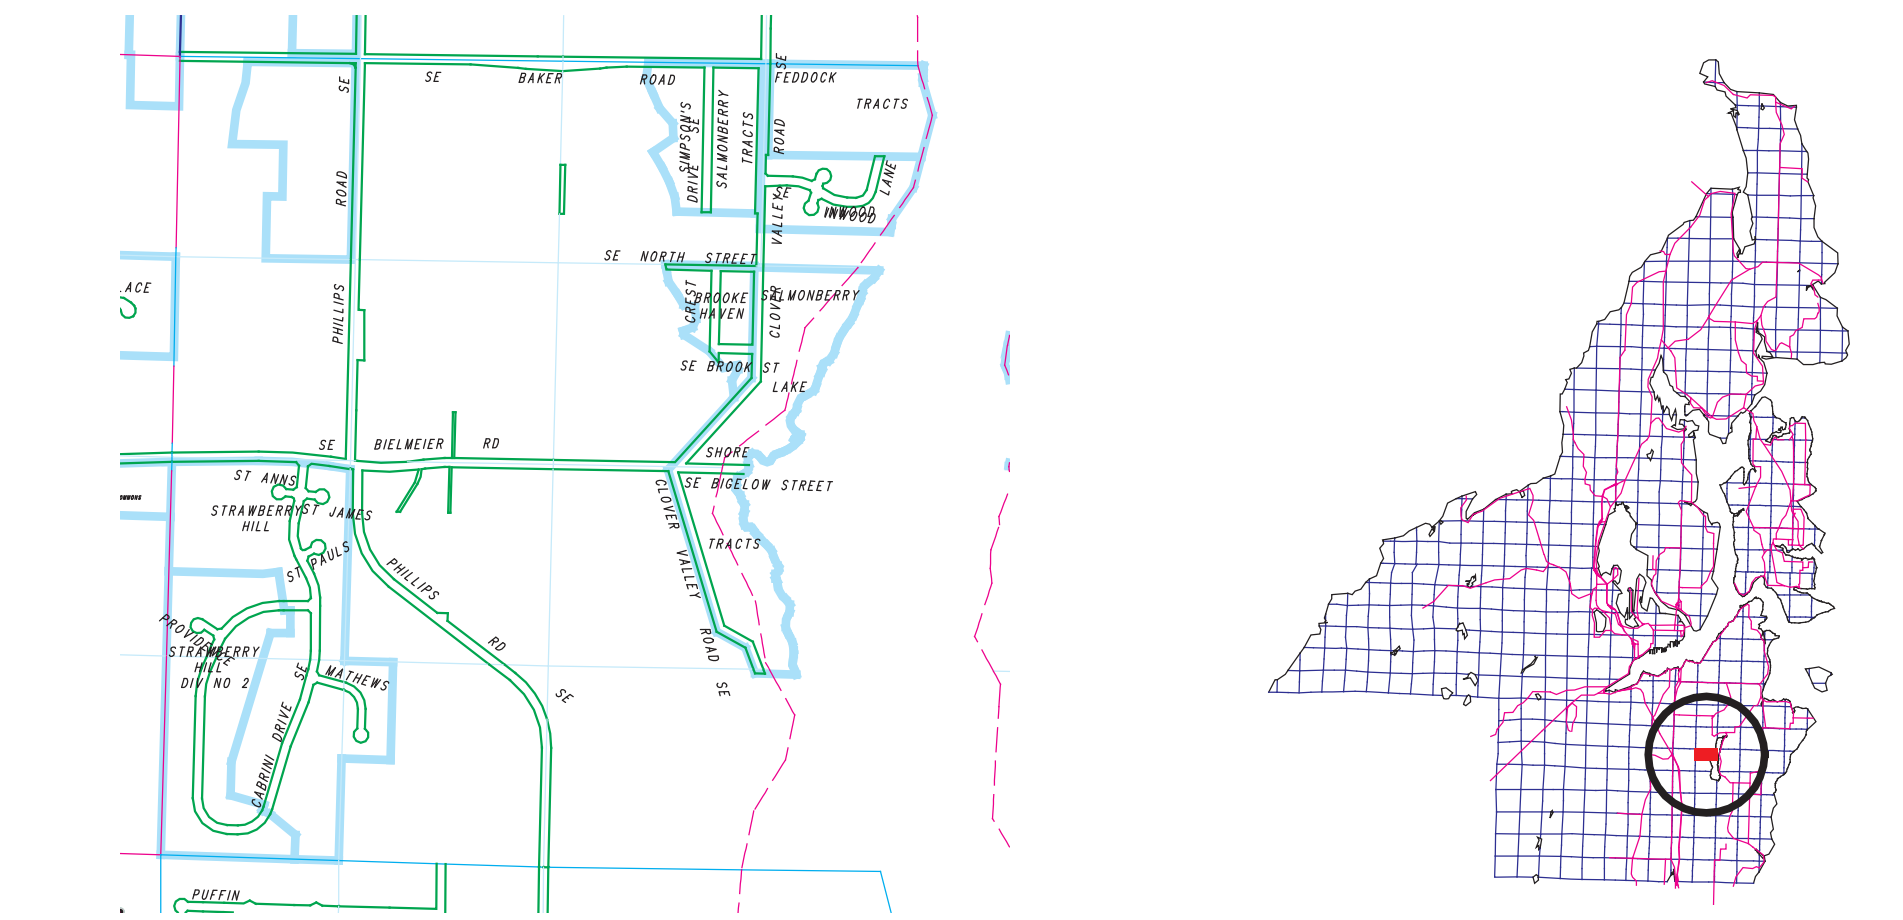 SE BAKER ROAD
SE
FEDDOCK
TRACTS
SE
ROAD
PHILLIPS
SIMPSON'S
TRACTS
SE
SALMONBERRY
DRIVE
ROAD
VALLEY
CLOVER
SE
INWOOD
INWOOD
LANE
SE NORTH STREET
LACE
CREST
BROOKE
HAVEN
SALMONBERRY
SE BROOK ST
LAKE
SHORE
TRACTS
SE BIELMEIER RD
SE BIGELOW STREET
ST ANNS
STRAWBERRY
HILL
ST JAMES
ST PAULS
CLOVER VALLEY ROAD SE
PHILLIPS RD SE
PROVIDENCE
STRAWBERRY
HILL
DIV NO 2
SE
MATHEWS
CABRINI DRIVE
PUFFIN